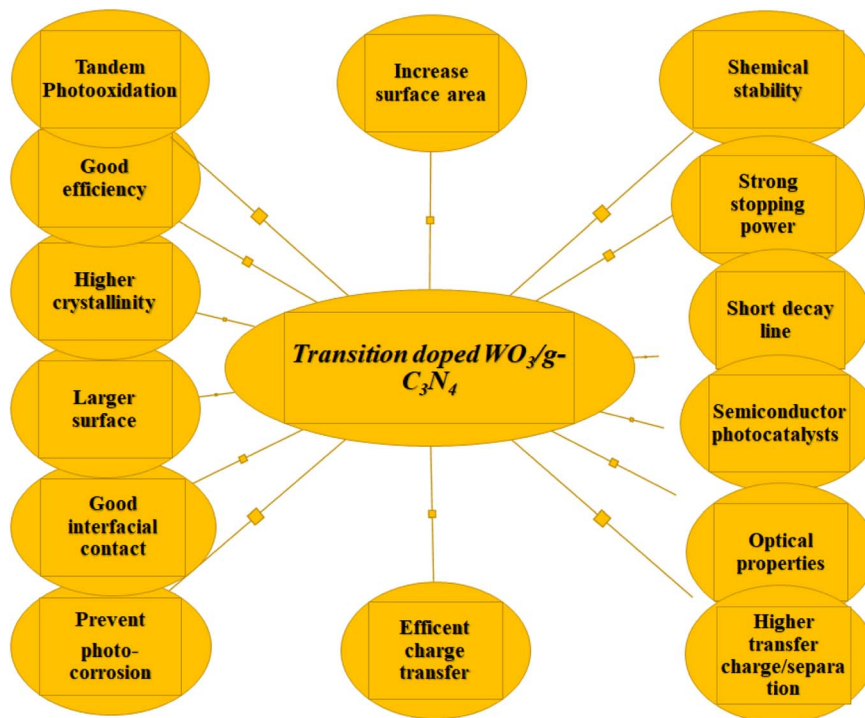 Tandem
Photooxidation
Good
efficiency
Higher
crystallinity
Larger
surface
Good
interfacial
contact
Prevent
photo-
corrosion
Increase
surface area
Transition doped WO₃/g-
C₃N₄
Efficent
charge
transfer
Shemical
stability
Strong
stopping
power
Short decay
line
Semiconductor
photocatalysts
Optical
properties
Higher
transfer
charge/separa
tion